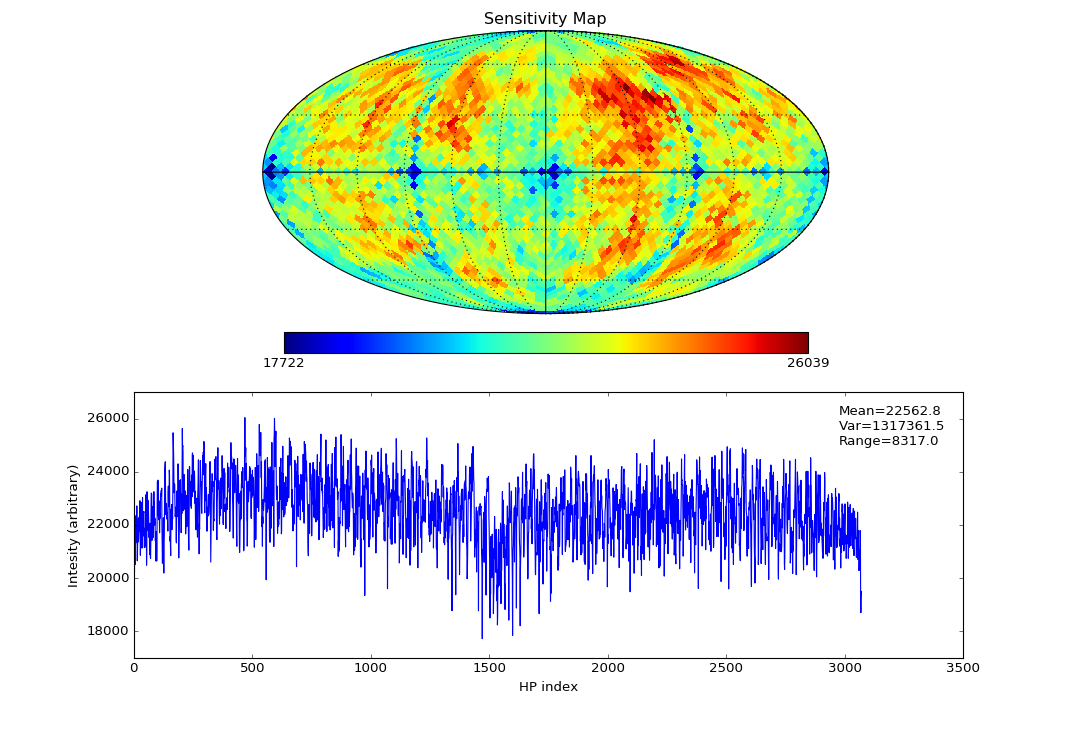 Sensitivity Map
17722 26039
Mean=22562.8
Var=1317361.5
Range=8317.0
26000
24000
22000
20000
18000
Intesity (arbitrary)
0 500 1000 1500 2000 2500 3000 3500
HP index